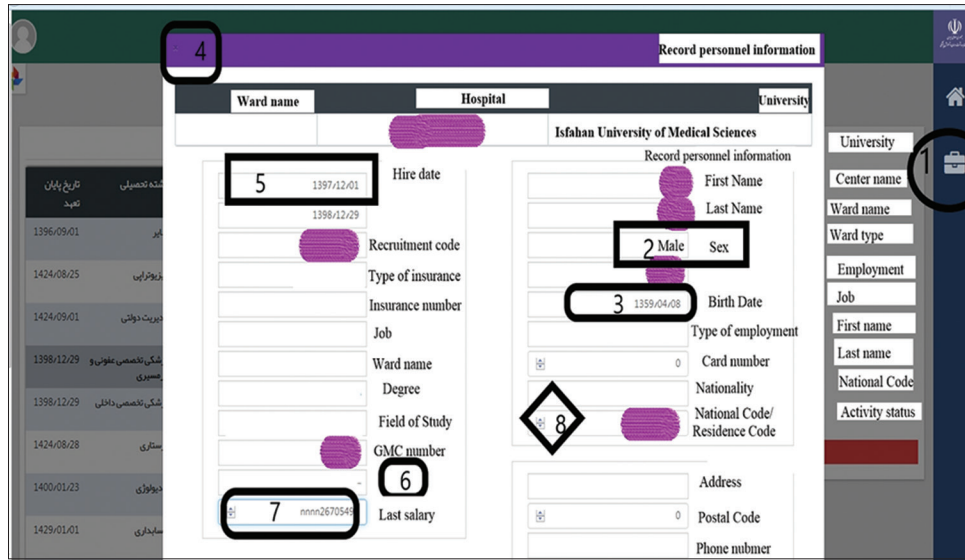 4
Record personnel information
Ward name
Hospital
University
Isfahan University of Medical Sciences
Record personnel information
5
1397/12/01
Hire date
1398/12/29
Recruitment code
Type of insurance
Insurance number
Job
Ward name
Degree
Field of Study
GMC number
6
7
nnnn2670549
Last salary
First Name
Last Name
2
Male
Sex
3
1359/04/08
Birth Date
Type of employment
0
Card number
Nationality
8
National Code/
Residence Code
Address
0
Postal Code
Phone nubmer
1
University
Center name
Ward name
Ward type
Employment
Job
First name
Last name
National Code
Activity status
تاریخ پایان
تعهد
1396/09/01
1424/08/25
1424/09/01
1398/12/29
1398/12/29
تخصصی داخلی
1424/08/28
1400/01/23
1429/01/01